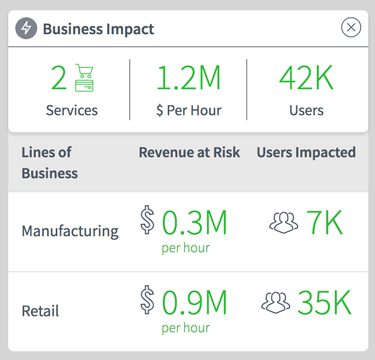 Business Impact
2 1.2M 42K
Services $ Per Hour Users
Lines of Business Revenue at Risk Users Impacted
Manufacturing $ 0.3M per hour 7K
Retail $ 0.9M per hour 35K